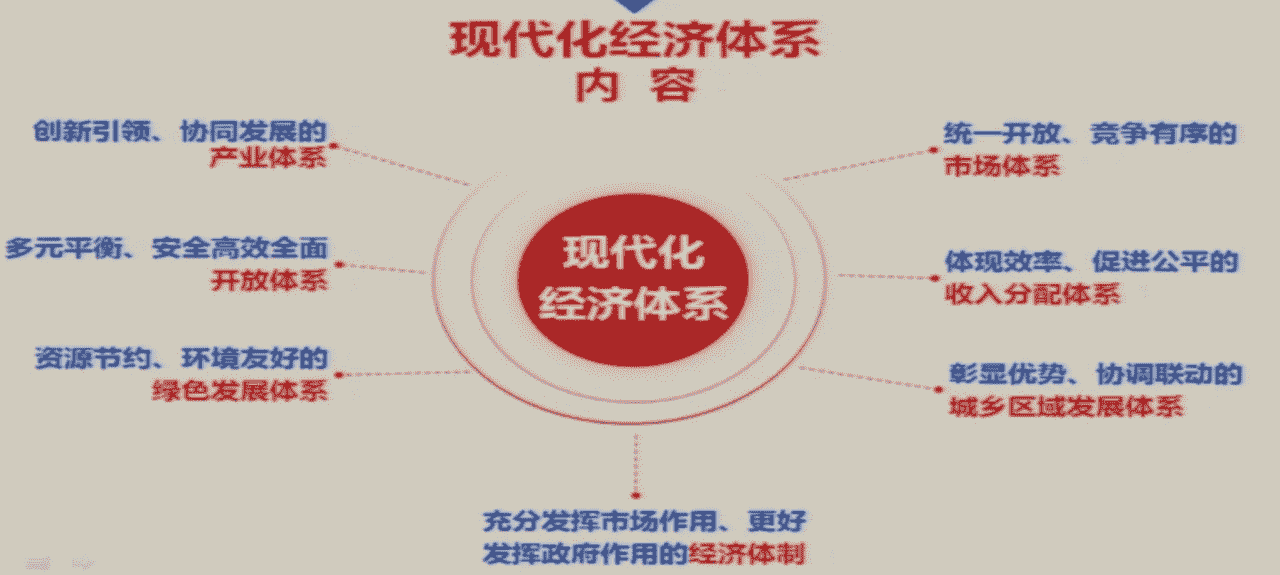 现代化经济体系
内 容
创新引领、协同发展的
产业体系
多元平衡、安全高效全面
开放体系
资源节约、环境友好的
绿色发展体系
现代化
经济体系
统一开放、竞争有序的
市场体系
体现效率、促进公平的
收入分配体系
彰显优势、协调联动的
城乡区域发展体系
充分发挥市场作用、更好
发挥政府作用的经济体制